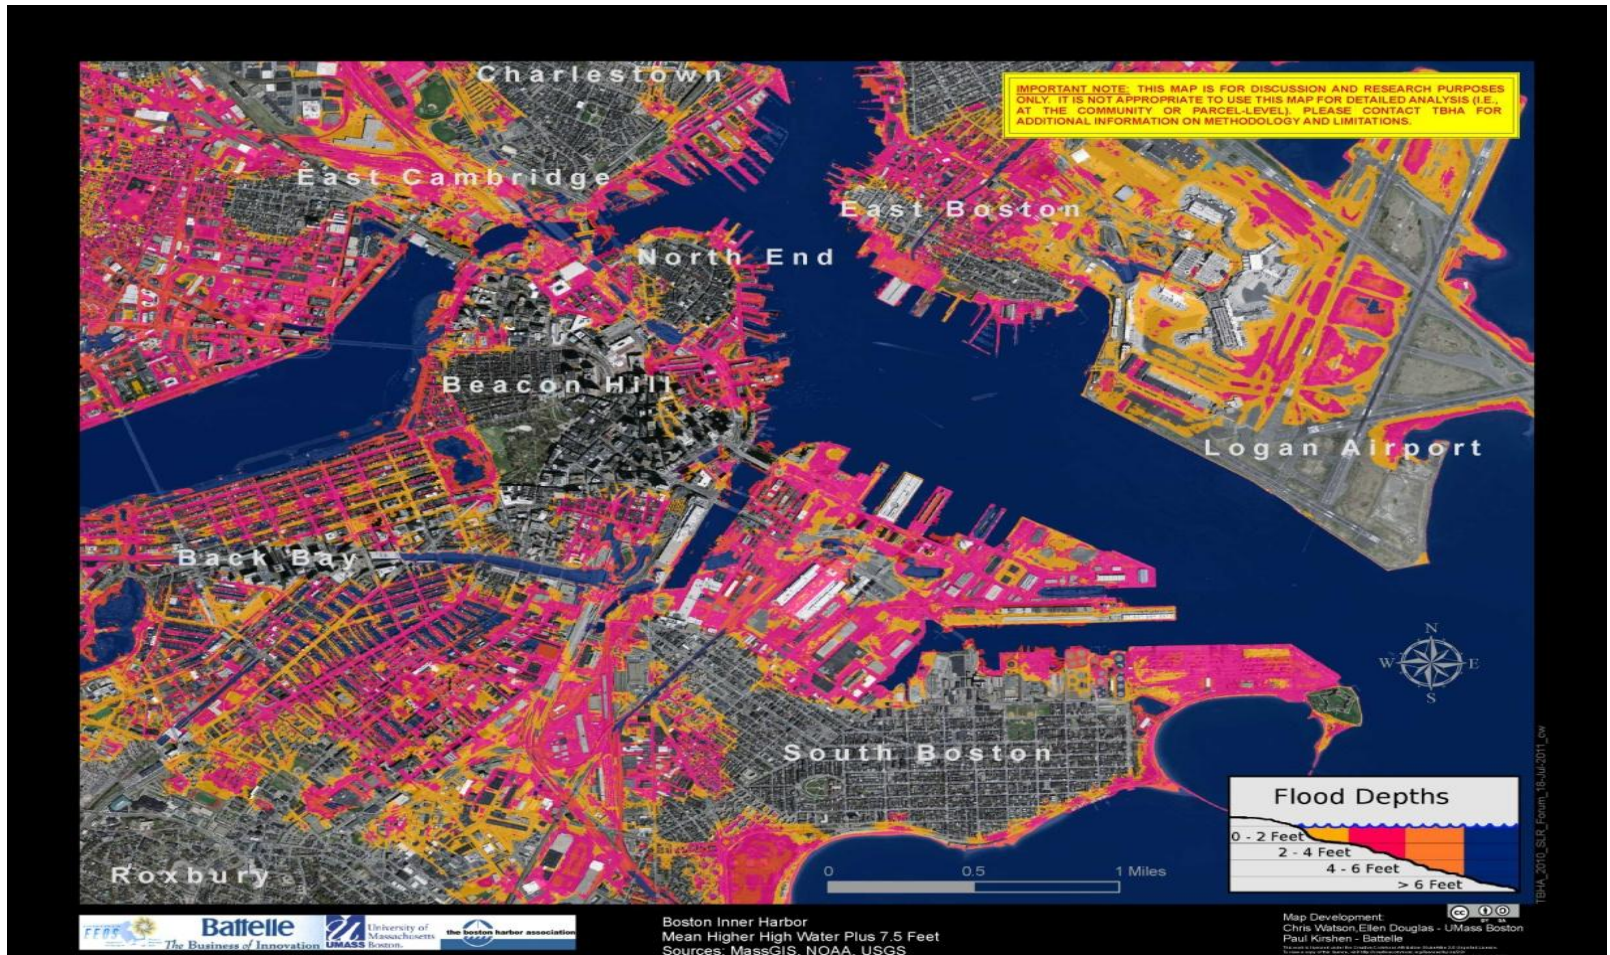 Charlestown
IMPORTANT NOTE: THIS MAP IS FOR DISCUSSION AND RESEARCH PURPOSES
ONLY. IT IS NOT APPROPRIATE TO USE THIS MAP FOR DETAILED ANALYSIS (I.E.,
AT THE COMMUNITY OR PARCEL-LEVEL). PLEASE CONTACT TBHA FOR
ADDITIONAL INFORMATION ON METHODOLOGY AND LIMITATIONS.
East Cambridge
East Boston
North End
Beacon Hill
Logan Airport
Back Bay
N
W
E
S
South Boston
Roxbury
Flood Depths
0 - 2 Feet
2 - 4 Feet
4 - 6 Feet
> 6 Feet
0 0.5 1 Miles
TBHA_2010_SLR_Forum_18-Jul-2011_cw
Battelle
The Business of Innovation
UMASS
University of
Massachusetts
Boston.
the boston harbor association
Boston Inner Harbor
Mean Higher High Water Plus 7.5 Feet
Sources: MassGIS, NOAA, USGS
Map Development:
Chris Watson,Ellen Douglas - UMass Boston
Paul Kirshen - Battelle
cc
BY SA